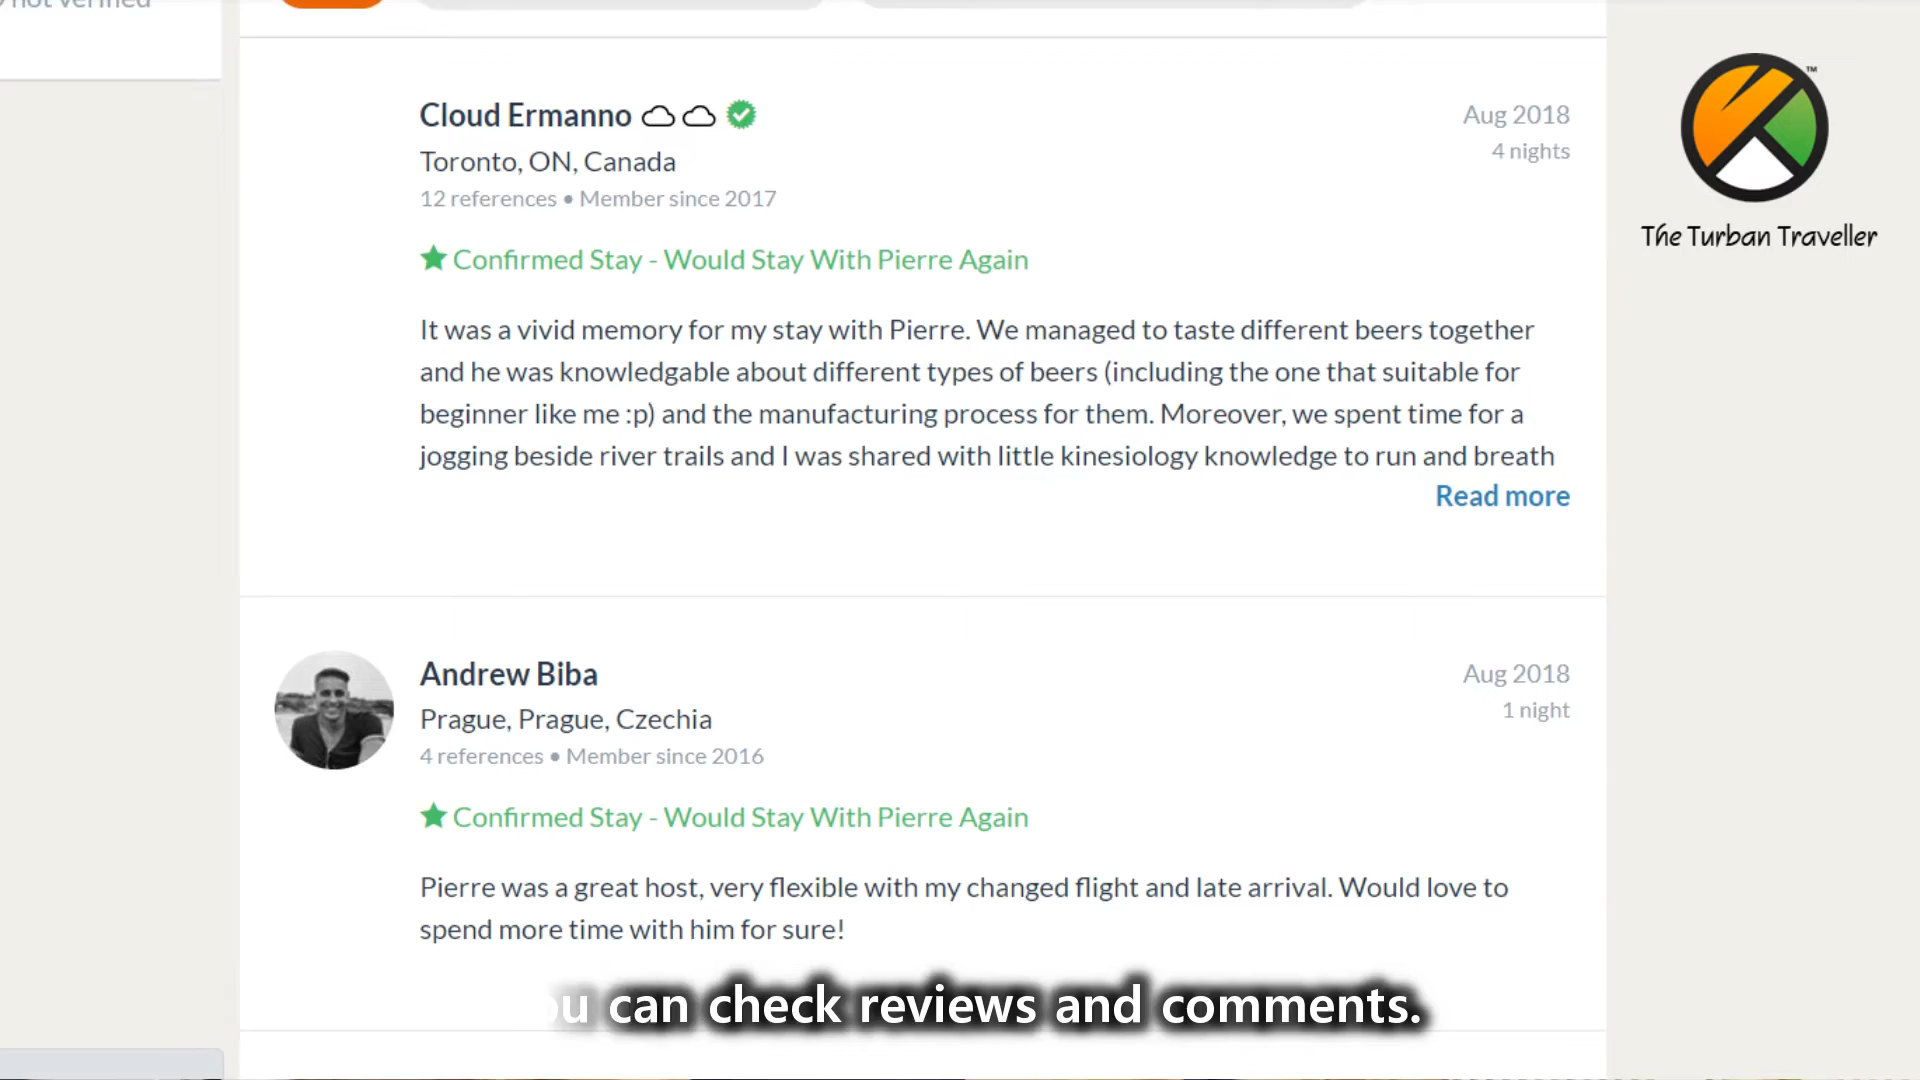 not verified
Cloud Ermanno
Aug 2018
Toronto, ON, Canada
4 nights
12 references • Member since 2017
Confirmed Stay - Would Stay With Pierre Again
It was a vivid memory for my stay with Pierre. We managed to taste different beers together
and he was knowledgable about different types of beers (including the one that suitable for
beginner like me :p) and the manufacturing process for them. Moreover, we spent time for a
jogging beside river trails and I was shared with little kinesiology knowledge to run and breath
Read more
Andrew Biba
Aug 2018
Prague, Prague, Czechia
1 night
4 references • Member since 2016
Confirmed Stay - Would Stay With Pierre Again
Pierre was a great host, very flexible with my changed flight and late arrival. Would love to
spend more time with him for sure!
can check reviews and comments.
TM
The Turban Traveller